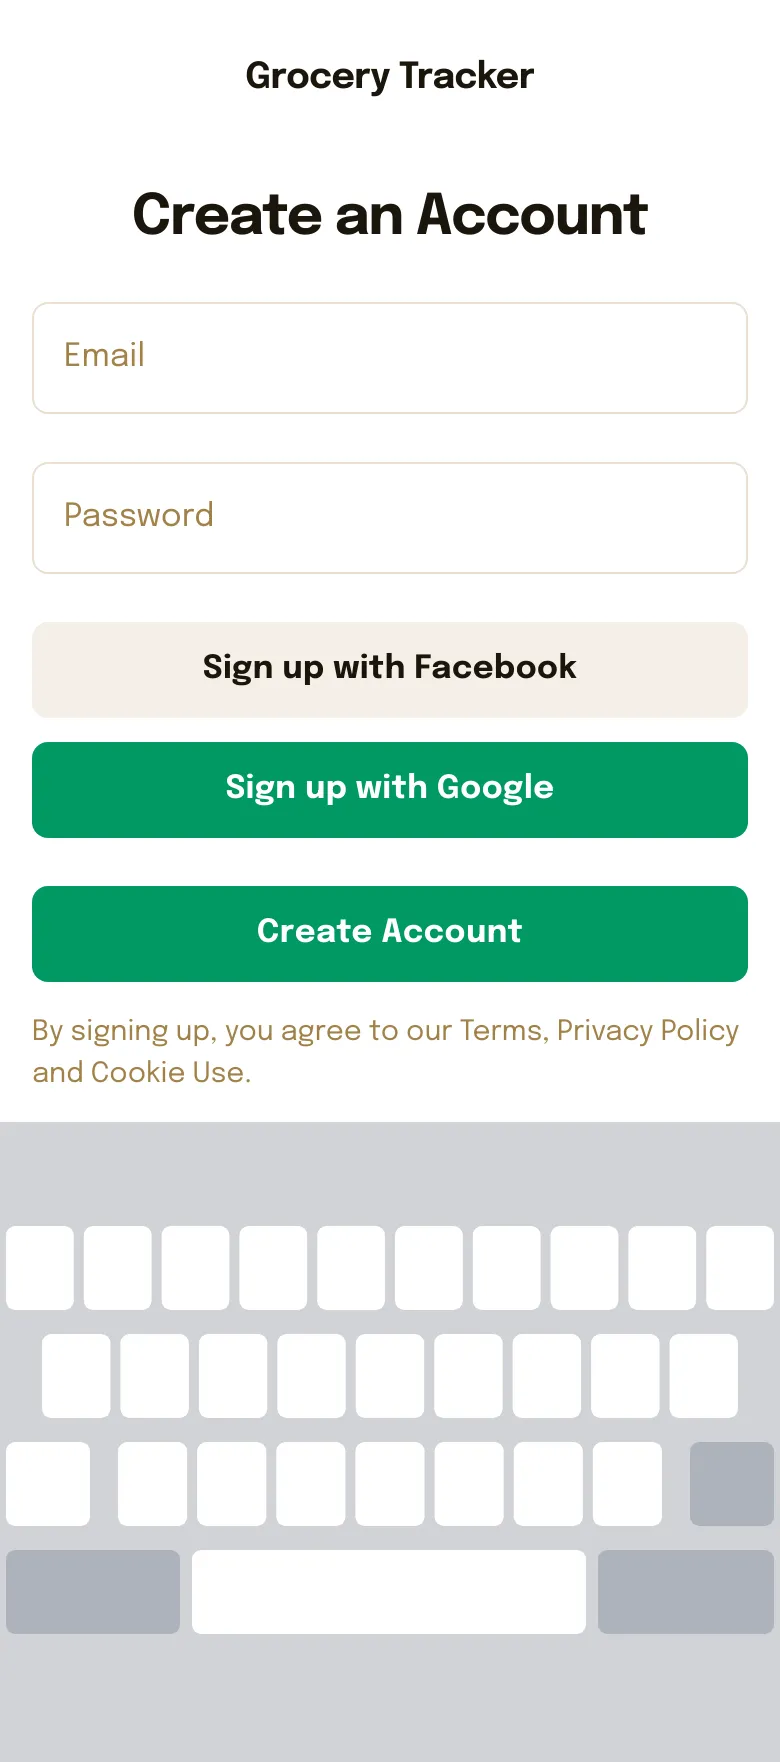 Grocery Tracker
Create an Account
Email
Password
Sign up with Facebook
Sign up with Google
Create Account
By signing up, you agree to our Terms, Privacy Policy
and Cookie Use.